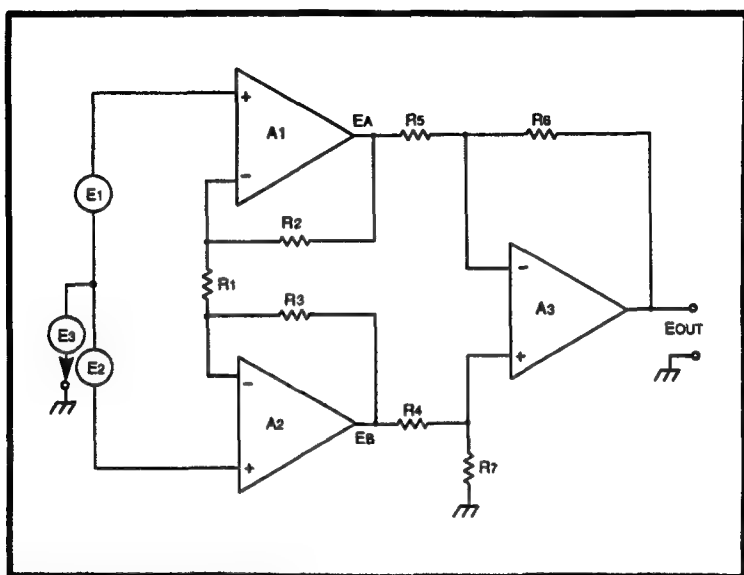 +
A1
−
EA
R5
R6
E1
R2
R1
R3
−
A3
+
EOUT
E3
E2
−
A2
+
EB
R4
R7